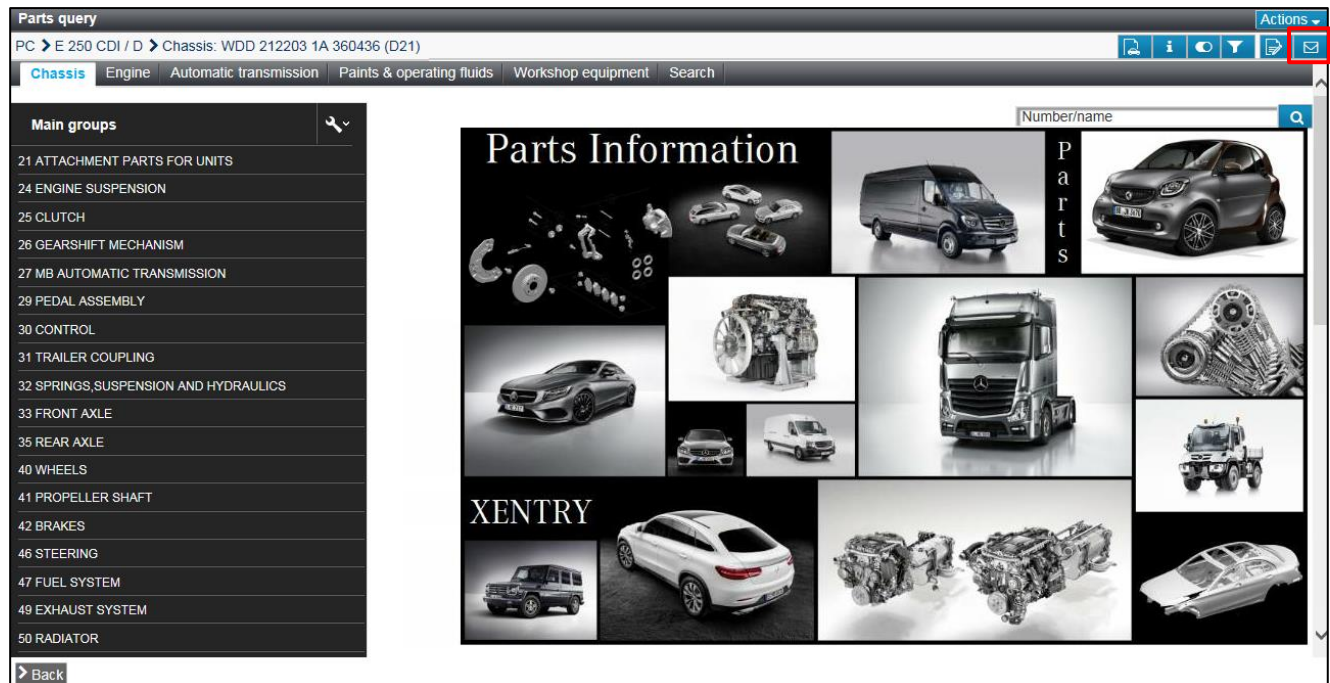 Parts query
Actions
PC > E 250 CDI / D > Chassis: WDD 212203 1A 360436 (D21)
Chassis Engine Automatic transmission Paints & operating fluids Workshop equipment Search
Main groups
Number/name
21 ATTACHMENT PARTS FOR UNITS
24 ENGINE SUSPENSION
25 CLUTCH
26 GEARSHIFT MECHANISM
27 MB AUTOMATIC TRANSMISSION
29 PEDAL ASSEMBLY
30 CONTROL
31 TRAILER COUPLING
32 SPRINGS,SUSPENSION AND HYDRAULICS
33 FRONT AXLE
35 REAR AXLE
40 WHEELS
41 PROPELLER SHAFT
42 BRAKES
46 STEERING
47 FUEL SYSTEM
49 EXHAUST SYSTEM
50 RADIATOR
Parts Information
Parts
XENTRY
> Back